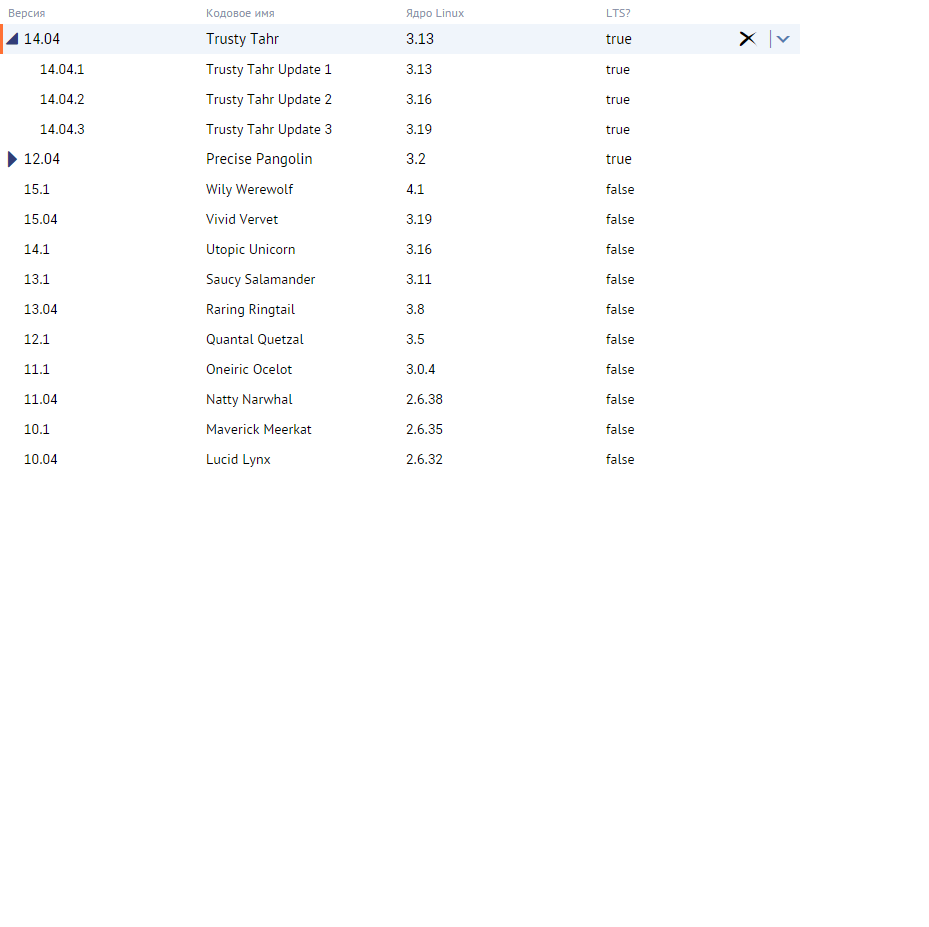 Версия Кодовое имя Ядро Linux LTS?
14.04 Trusty Tahr 3.13 true
14.04.1 Trusty Tahr Update 1 3.13 true
14.04.2 Trusty Tahr Update 2 3.16 true
14.04.3 Trusty Tahr Update 3 3.19 true
12.04 Precise Pangolin 3.2 true
15.1 Wily Werewolf 4.1 false
15.04 Vivid Vervet 3.19 false
14.1 Utopic Unicorn 3.16 false
13.1 Saucy Salamander 3.11 false
13.04 Raring Ringtail 3.8 false
12.1 Quantal Quetzal 3.5 false
11.1 Oneiric Ocelot 3.0.4 false
11.04 Natty Narwhal 2.6.38 false
10.1 Maverick Meerkat 2.6.35 false
10.04 Lucid Lynx 2.6.32 false